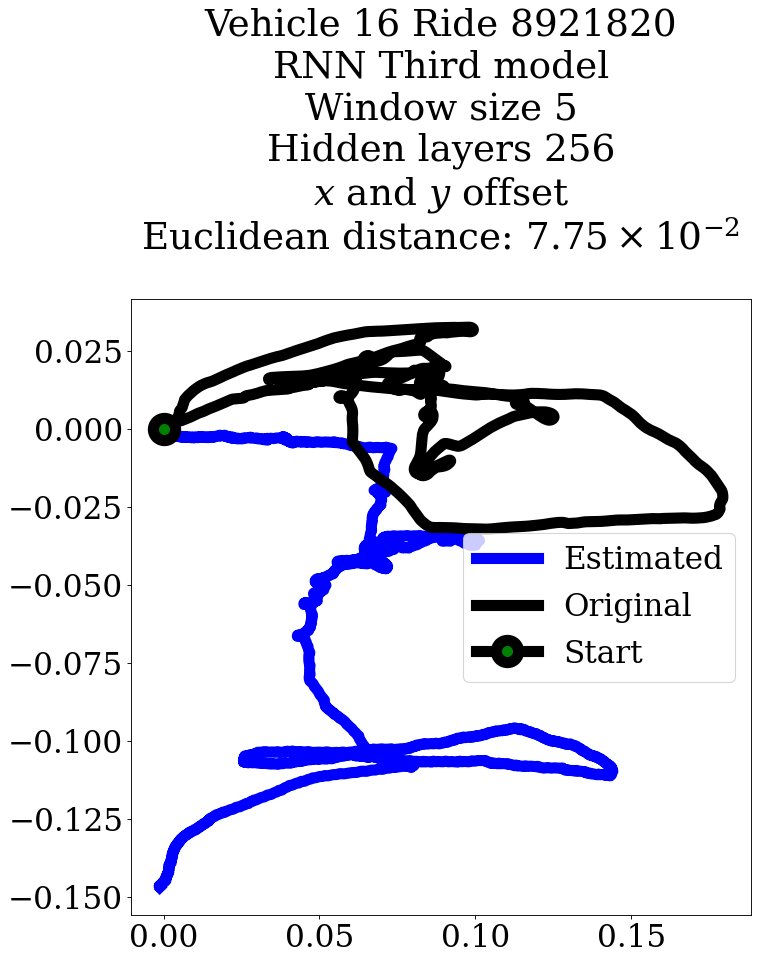 Vehicle 16 Ride 8921820
RNN Third model
Window size 5
Hidden layers 256
x and y offset
Euclidean distance: 7.75 × 10⁻²
0.025
0.000
−0.025
−0.050
−0.075
−0.100
−0.125
−0.150
Estimated
Original
Start
0.00 0.05 0.10 0.15